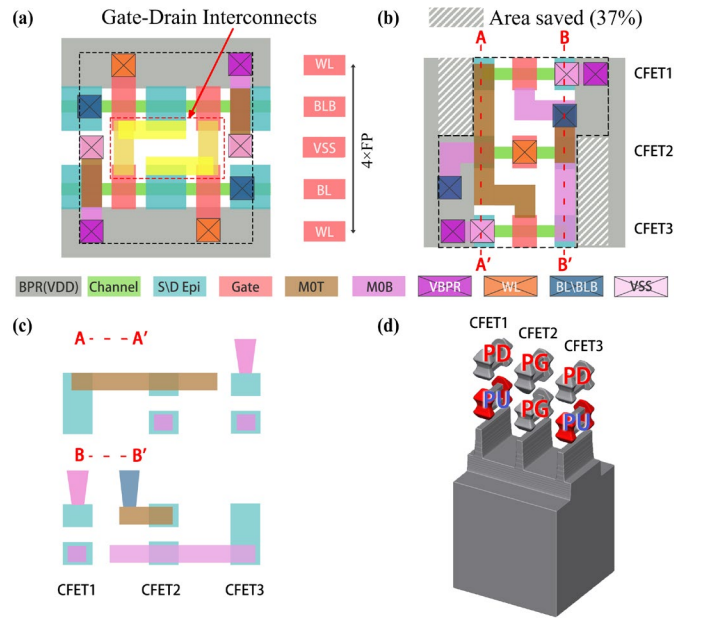 (a) Gate-Drain Interconnects
WL
BLB
VSS
BL
WL
4×FP
(b) Area saved (37%)
A B
CFET1
CFET2
CFET3
A’ B’
BPR(VDD) Channel S\D Epi Gate M0T M0B VBPR WL BL\BLB VSS
(c)
A - - - A’
B - - - B’
CFET1 CFET2 CFET3
(d)
CFET1 CFET2 CFET3
PD PG PD
PU PG PU